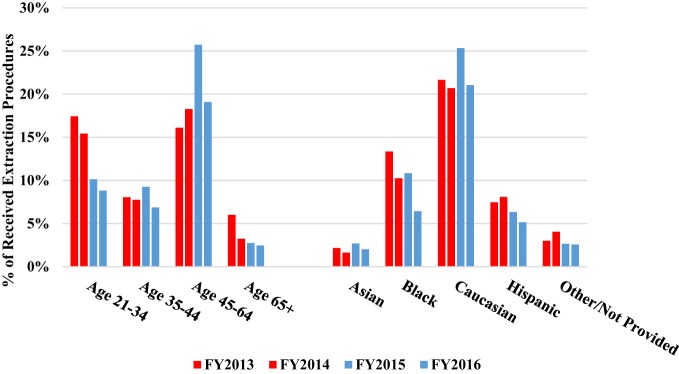 % of Received Extraction Procedures
30%
25%
20%
15%
10%
5%
0%
Age 21-34
Age 35-44
Age 45-64
Age 65+
Asian
Black
Caucasian
Hispanic
Other/Not Provided
FY2013 FY2014 FY2015 FY2016